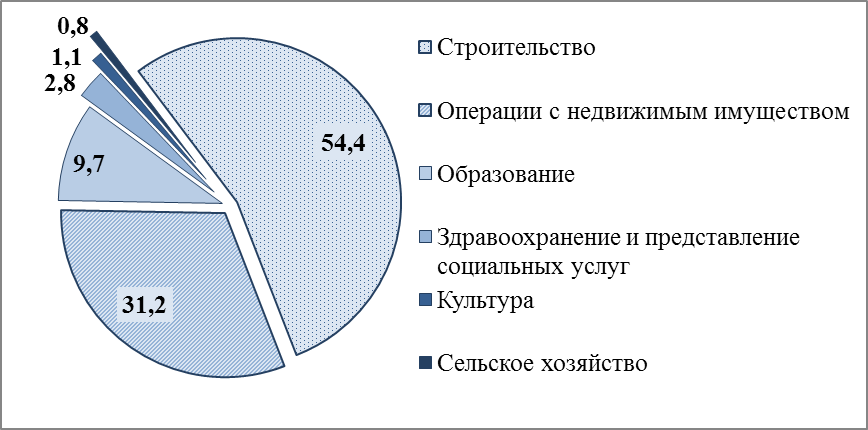 0,8
1,1
2,8
9,7
54,4
31,2
Строительство
Операции с недвижимым имуществом
Образование
Здравоохранение и представление
социальных услуг
Культура
Сельское хозяйство